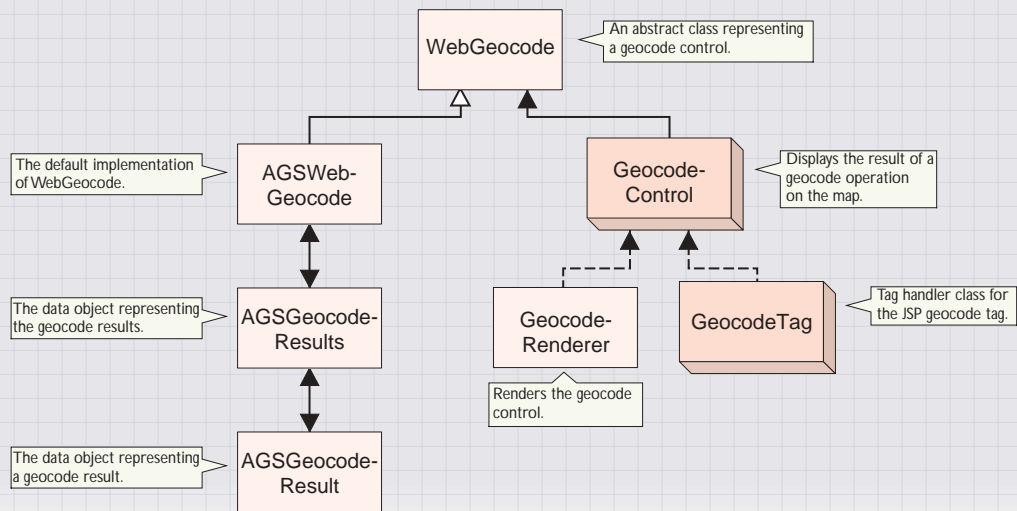 WebGeocode
An abstract class representing
a geocode control.
The default implementation
of WebGeocode.
AGSWeb-
Geocode
Geocode-
Control
Displays the result of a
geocode operation
on the map.
The data object representing
the geocode results.
AGSGeocode-
Results
Geocode-
Renderer
GeocodeTag
Tag handler class for
the JSP geocode tag.
Renders the geocode
control.
The data object representing
a geocode result.
AGSGeocode-
Result